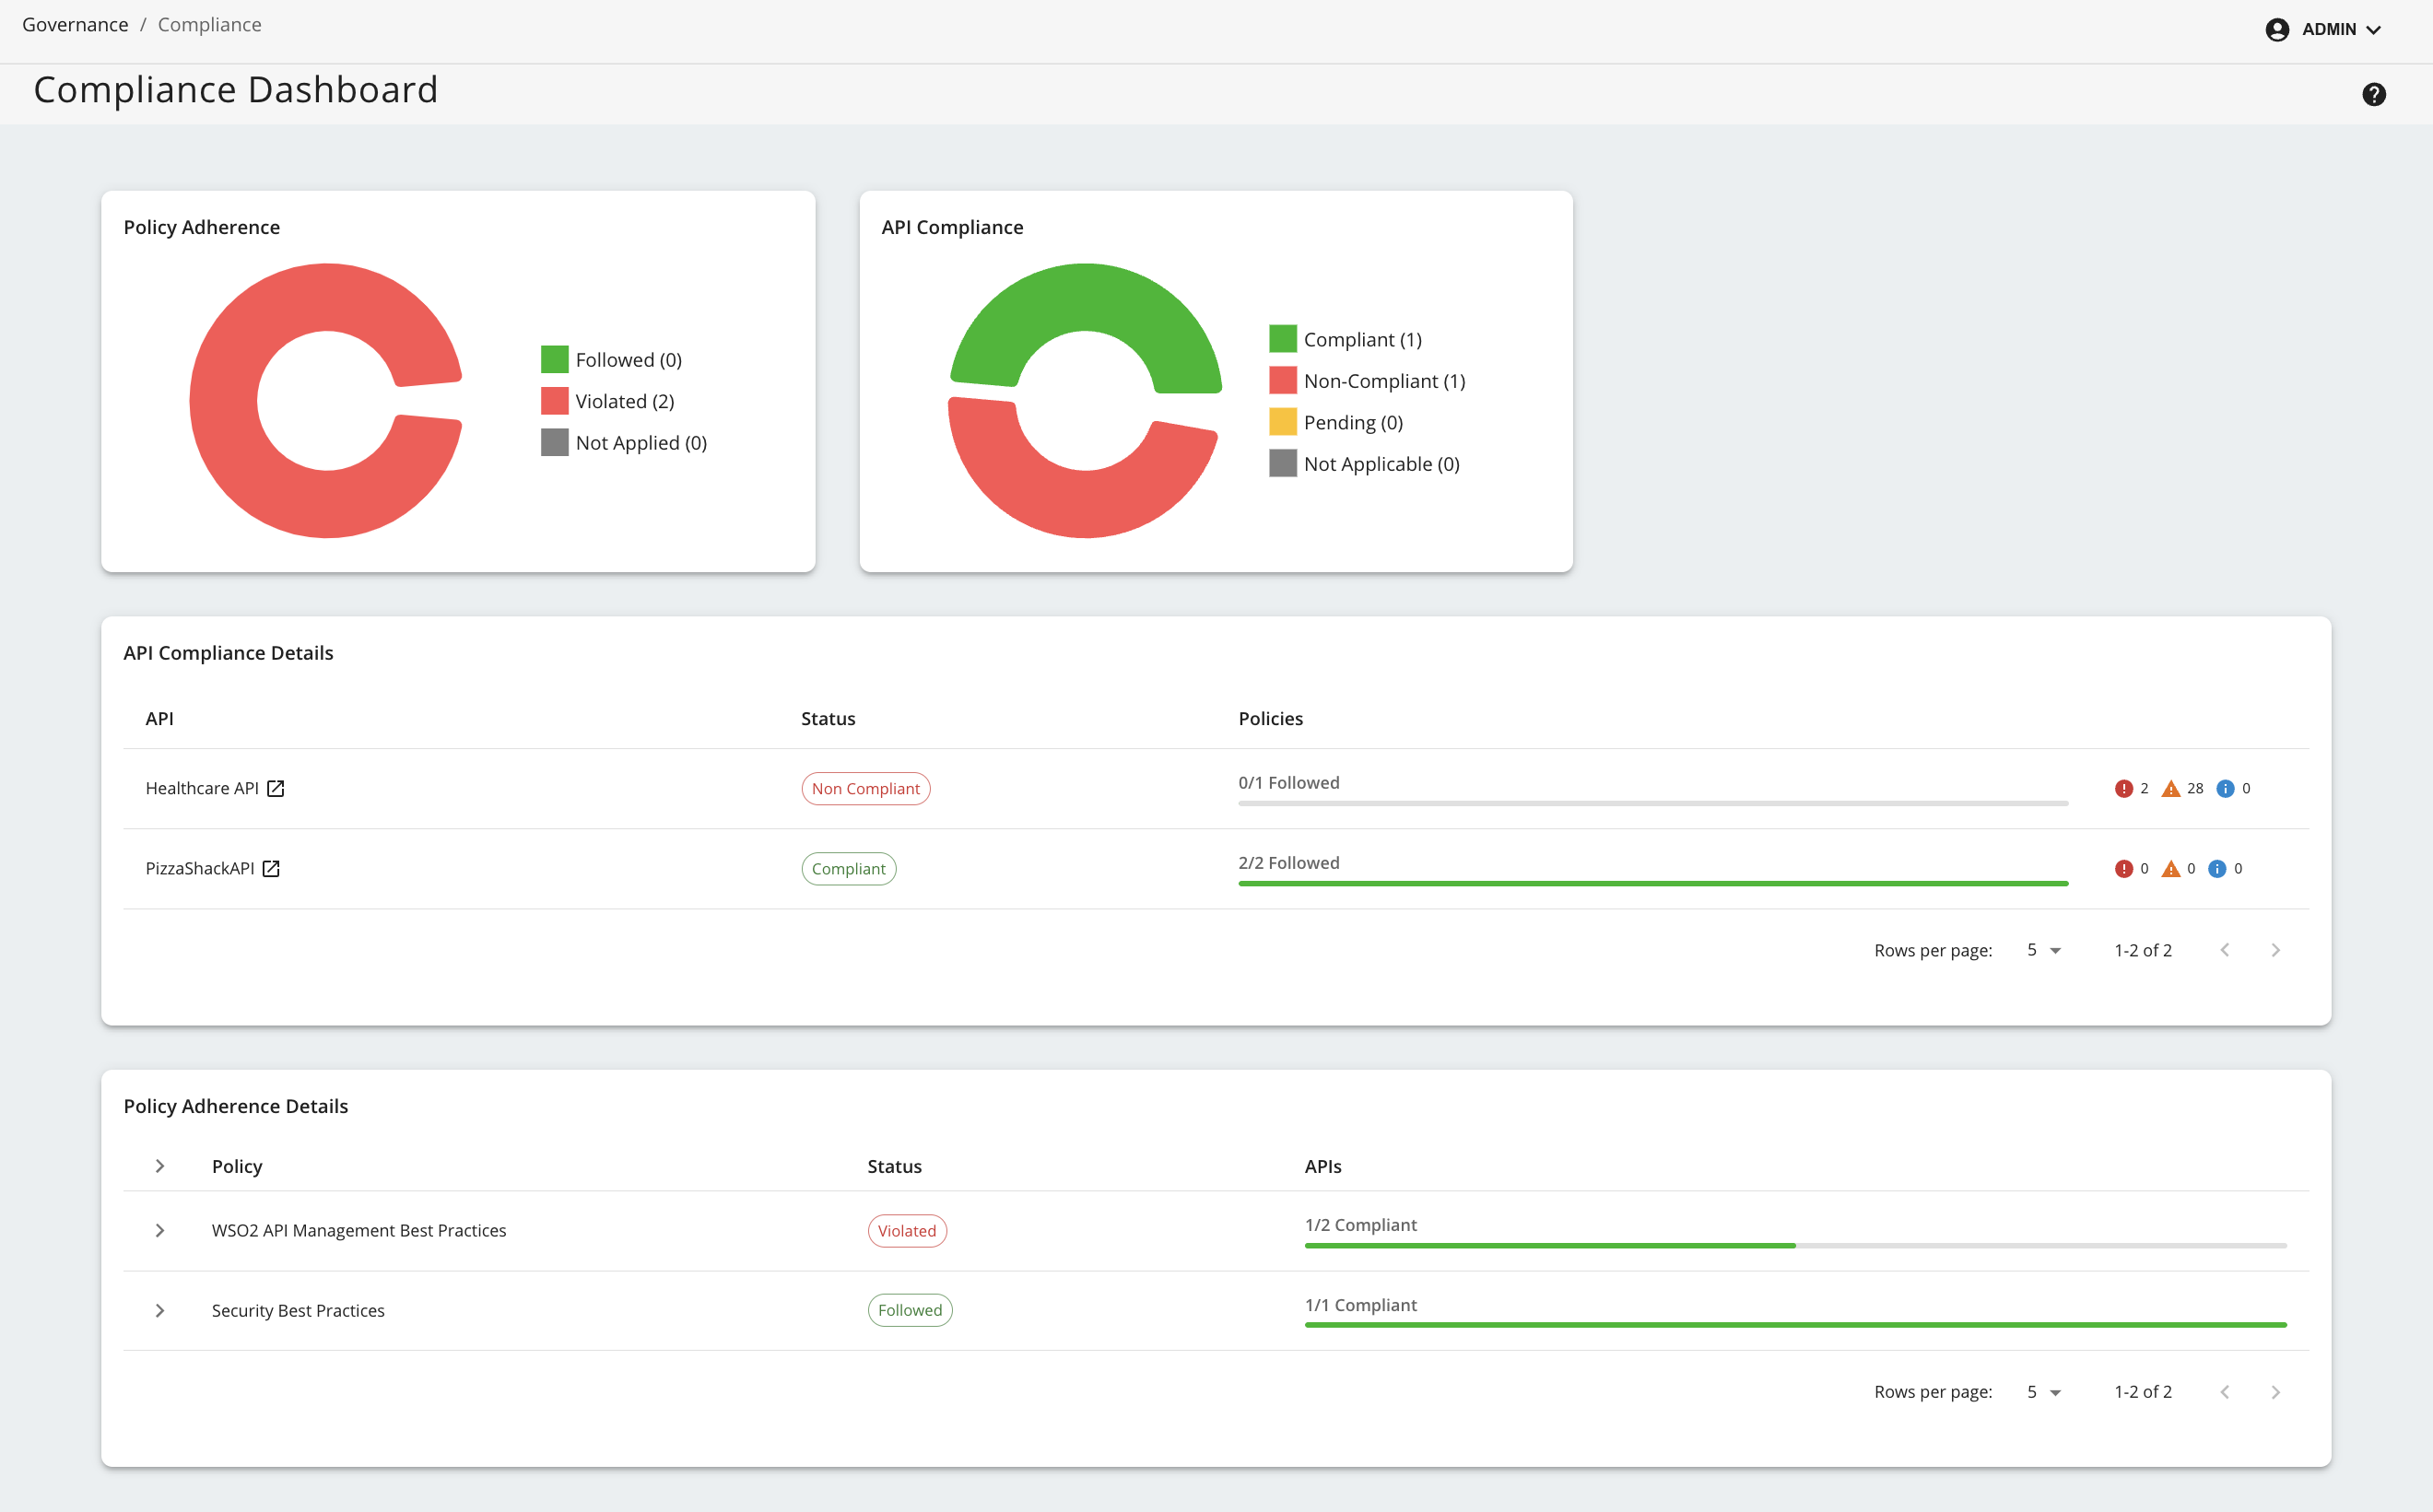 Governance / Compliance
ADMIN
Compliance Dashboard
Policy Adherence
Followed (0)
Violated (2)
Not Applied (0)
API Compliance
Compliant (1)
Non-Compliant (1)
Pending (0)
Not Applicable (0)
API Compliance Details
API Status Policies
Healthcare API Non Compliant 0/1 Followed 2 28 0
PizzaShackAPI Compliant 2/2 Followed 0 0 0
Rows per page: 5 1-2 of 2
Policy Adherence Details
Policy Status APIs
WSO2 API Management Best Practices Violated 1/2 Compliant
Security Best Practices Followed 1/1 Compliant
Rows per page: 5 1-2 of 2